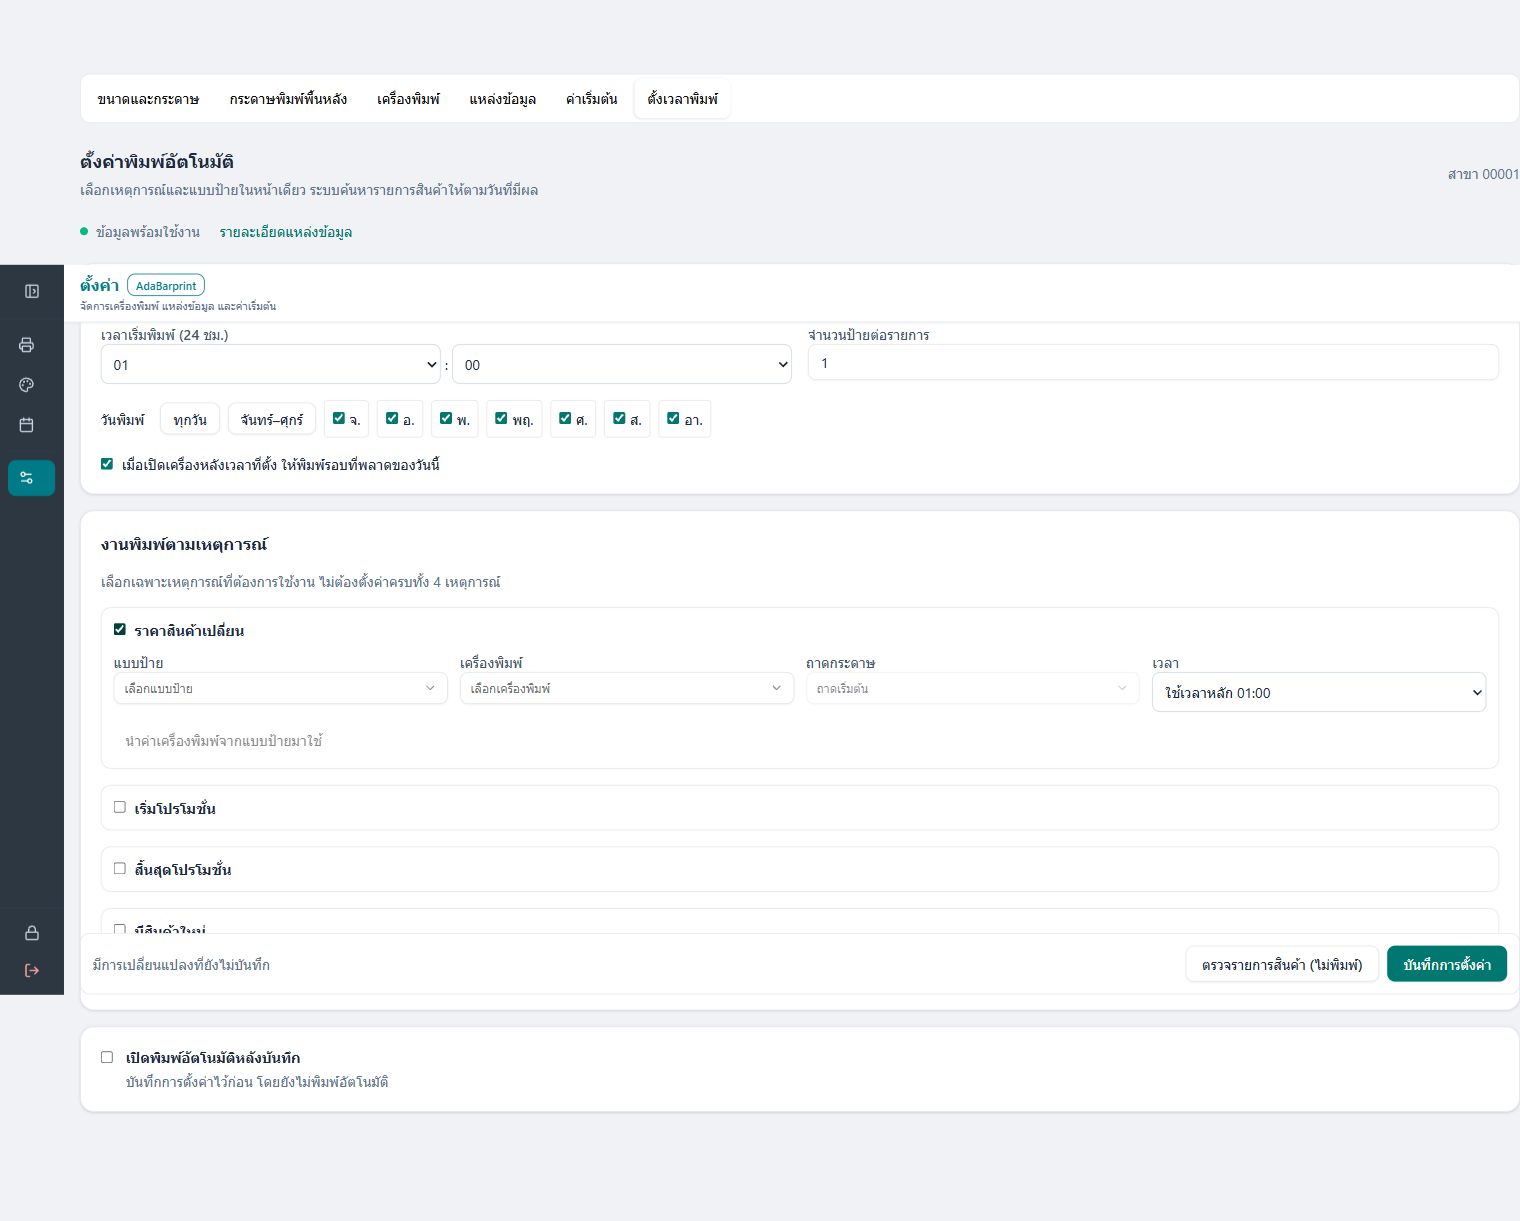 ขนาดและกระดาษ กระดาษพิมพ์พื้นหลัง เครื่องพิมพ์ แหล่งข้อมูล ค่าเริ่มต้น ตั้งเวลาพิมพ์
ตั้งค่าพิมพ์อัตโนมัติ
เลือกเหตุการณ์และแบบป้ายในหน้าเดียว ระบบค้นหารายการสินค้าให้ตามวันที่มีผล
สาขา 00001
ข้อมูลพร้อมใช้งาน รายละเอียดแหล่งข้อมูล
ตั้งค่า AdaBarprint
จัดการเครื่องพิมพ์ แหล่งข้อมูล และค่าเริ่มต้น
เวลาเริ่มพิมพ์ (24 ชม.) จำนวนป้ายต่อรายการ
01 : 00 1
วันพิมพ์ ทุกวัน จันทร์–ศุกร์ จ. อ. พ. พฤ. ศ. ส. อา.
เมื่อเปิดเครื่องหลังเวลาที่ตั้ง ให้พิมพ์รอบที่พลาดของวันนี้
งานพิมพ์ตามเหตุการณ์
เลือกเฉพาะเหตุการณ์ที่ต้องการใช้งาน ไม่ต้องตั้งค่าครบทั้ง 4 เหตุการณ์
ราคาสินค้าเปลี่ยน
แบบป้าย เครื่องพิมพ์ ถาดกระดาษ เวลา
เลือกแบบป้าย เลือกเครื่องพิมพ์ ถาดเริ่มต้น ใช้เวลาหลัก 01:00
นำค่าเครื่องพิมพ์จากแบบป้ายมาใช้
เริ่มโปรโมชั่น
สิ้นสุดโปรโมชั่น
มีสินค้าใหม่
มีการเปลี่ยนแปลงที่ยังไม่บันทึก ตรวจรายการสินค้า (ไม่พิมพ์) บันทึกการตั้งค่า
เปิดพิมพ์อัตโนมัติหลังบันทึก
บันทึกการตั้งค่าไว้ก่อน โดยยังไม่พิมพ์อัตโนมัติ